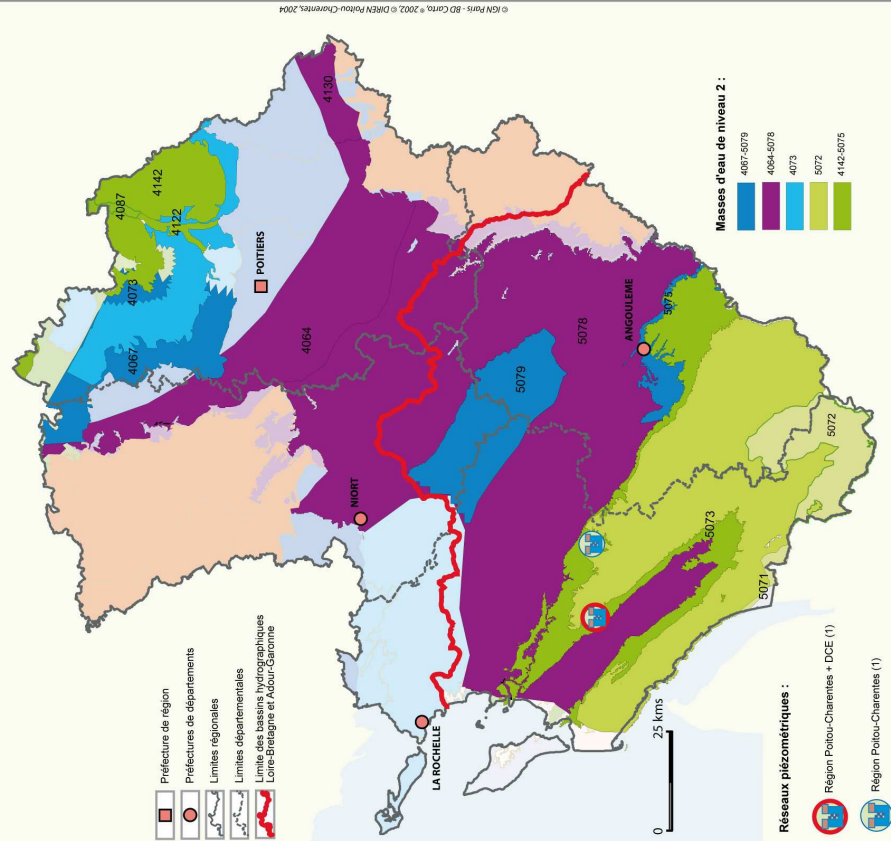 © IGN Paris - BD Carto, ® 2002, © DIREN Poitou-Charentes, 2004
Préfecture de région
Préfectures de départements
Limites régionales
Limites départementales
Limite des bassins hydrographiques
Loire-Bretagne et Adour-Garonne
4087
4142
4122
4073
4067
4130
POITIERS
4064
NIORT
5079
5078
ANGOULEME
5075
LA ROCHELLE
5072
5073
5071
0
25 kms
Masses d'eau de niveau 2 :
4067-5079
4064-5078
4073
5072
4142-5075
Réseaux piézométriques :
Région Poitou-Charentes + DCE (1)
Région Poitou-Charentes (1)